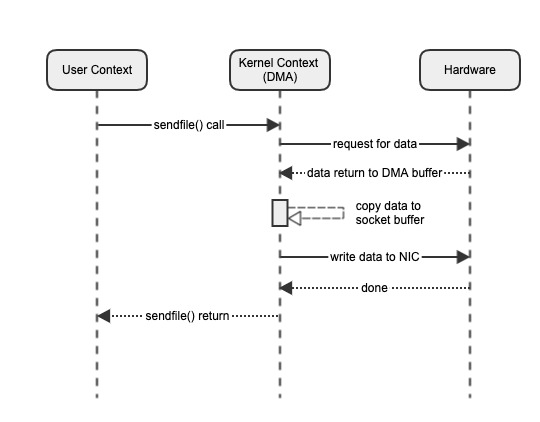 User Context
Kernel Context
(DMA)
Hardware
sendfile() call
request for data
data return to DMA buffer
copy data to
socket buffer
write data to NIC
done
sendfile() return